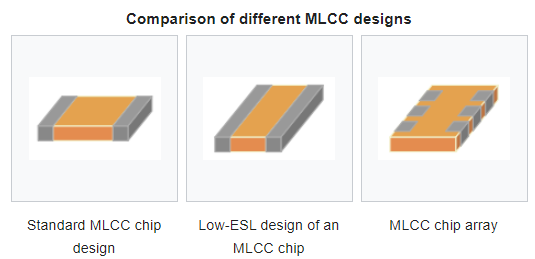 Comparison of different MLCC designs
Standard MLCC chip
design
Low-ESL design of an
MLCC chip
MLCC chip array